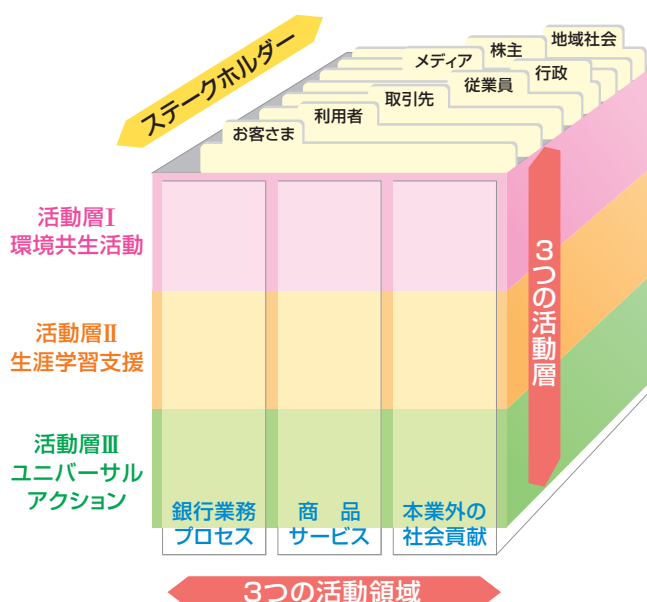 ステークホルダー
地域社会
株主
メディア
行政
従業員
取引先
利用者
お客さま
活動層Ⅰ
環境共生活動
活動層Ⅱ
生涯学習支援
活動層Ⅲ
ユニバーサル
アクション
3つの活動層
銀行業務
プロセス
商　品
サービス
本業外の
社会貢献
3つの活動領域